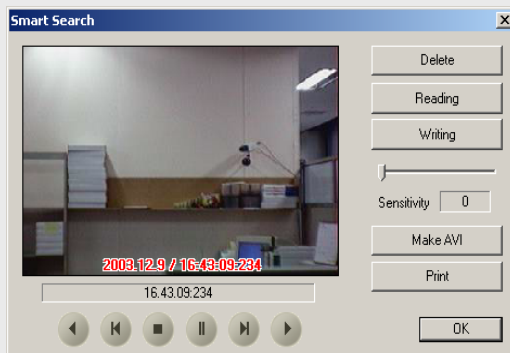 Smart Search
Delete
Reading
Writing
Sensitivity 0
Make AVI
Print
2003.12.9 / 16:43:09:234
16.43.09:234
OK